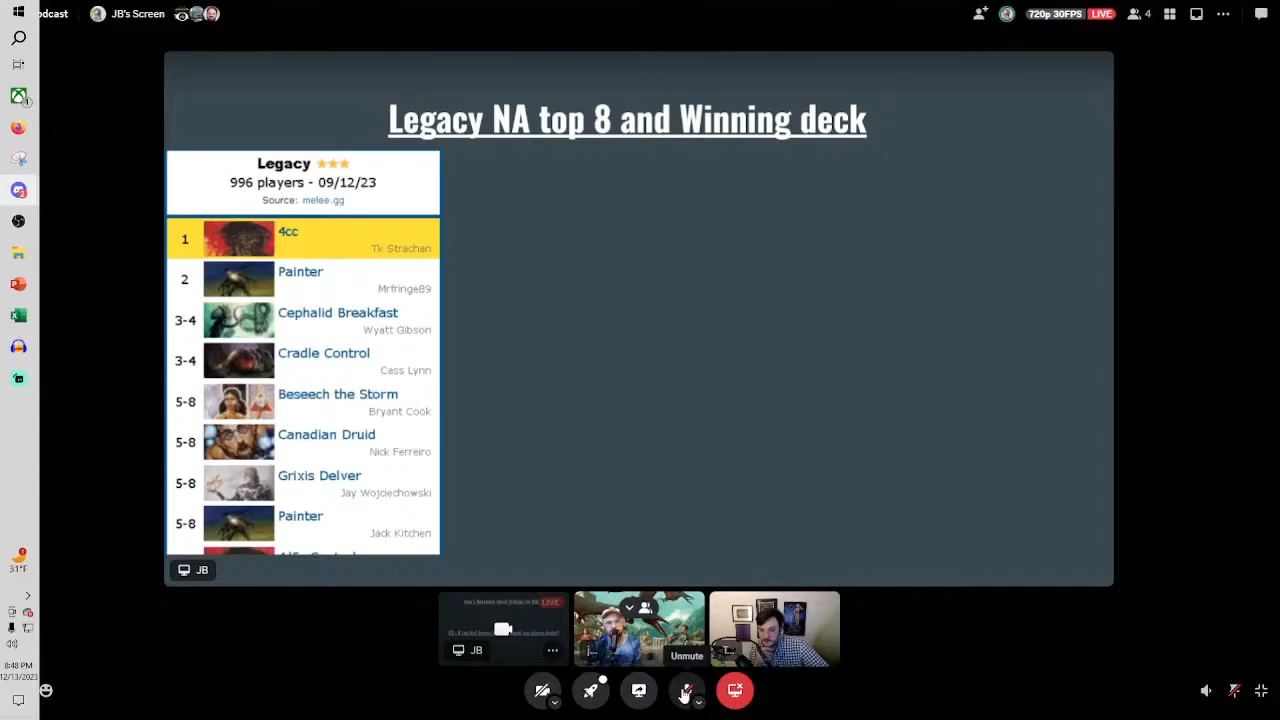 odcast
JB's Screen
720p 30FPS LIVE
4
Legacy NA top 8 and Winning deck
Legacy
996 players - 09/12/23
Source: melee.gg
1 4cc
Tk Strachan
2 Painter
Mrfringe89
3-4 Cephalid Breakfast
Wyatt Gibson
3-4 Cradle Control
Cass Lynn
5-8 Beseech the Storm
Bryant Cook
5-8 Canadian Druid
Nick Ferreiro
5-8 Grixis Delver
Jay Wojciechowski
5-8 Painter
Jack Kitchen
JB
LIVE
JB
j...
Unmute
T...
31°F
8:44 PM
12/13/2023